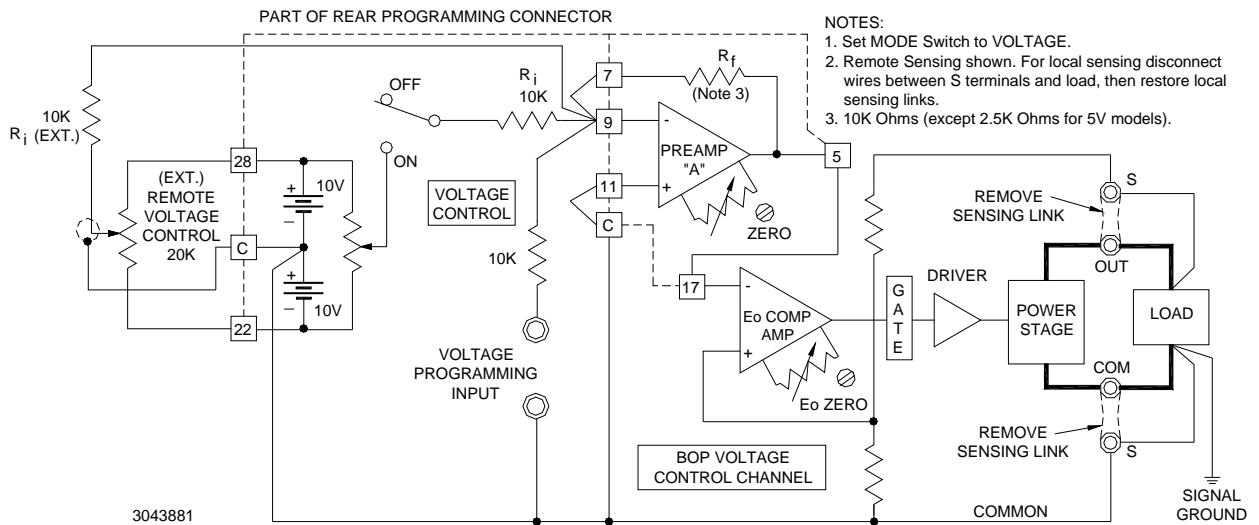 PART OF REAR PROGRAMMING CONNECTOR
NOTES:
1. Set MODE Switch to VOLTAGE.
2. Remote Sensing shown. For local sensing disconnect
wires between S terminals and load, then restore local
sensing links.
3. 10K Ohms (except 2.5K Ohms for 5V models).
10K
Ri (EXT.)
OFF
ON
Ri
10K
7
9
11
C
Rf
(Note 3)
-
PREAMP
"A"
+
ZERO
5
28
C
22
(EXT.)
REMOTE
VOLTAGE
CONTROL
20K
+
10V
–
+
–
10V
VOLTAGE
CONTROL
10K
VOLTAGE
PROGRAMMING
INPUT
17
-
Eo COMP
AMP
+
Eo ZERO
G
A
T
E
DRIVER
POWER
STAGE
LOAD
S
REMOVE
SENSING LINK
OUT
COM
REMOVE
SENSING LINK
S
BOP VOLTAGE
CONTROL CHANNEL
SIGNAL
GROUND
COMMON
3043881